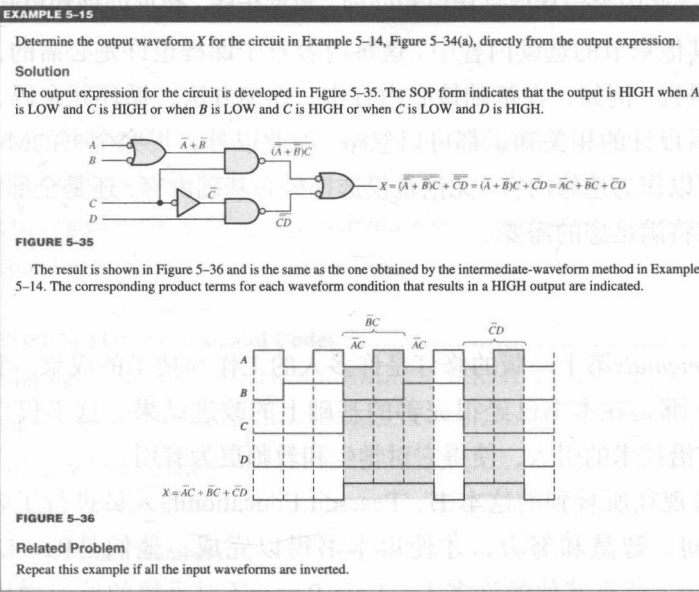 EXAMPLE 5–15
Determine the output waveform X for the circuit in Example 5–14, Figure 5–34(a), directly from the output expression.
Solution
The output expression for the circuit is developed in Figure 5–35. The SOP form indicates that the output is HIGH when A
is LOW and C is HIGH or when B is LOW and C is HIGH or when C is LOW and D is HIGH.
A
B
A̅ + B̅
(A̅ + B̅)C
C
C̅
D
C̅D
X = (A̅ + B̅)C + C̅D = (A̅ + B̅)C + C̅D = A̅C + B̅C + C̅D
FIGURE 5–35
The result is shown in Figure 5–36 and is the same as the one obtained by the intermediate-waveform method in Example
5–14. The corresponding product terms for each waveform condition that results in a HIGH output are indicated.
B̅C
A̅C A̅C
C̅D
A
B
C
D
X = A̅C + B̅C + C̅D
FIGURE 5–36
Related Problem
Repeat this example if all the input waveforms are inverted.